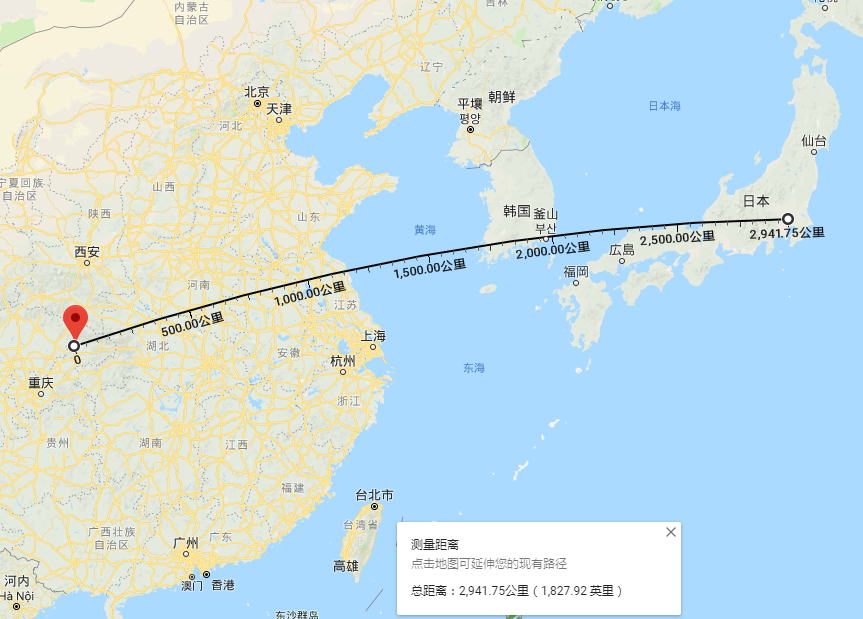 内蒙古
自治区
吉林
辽宁
北京
天津
河北
平壤
평양
朝鲜
日本海
仙台
宁夏回族
自治区
山西
陕西
山东
韩国
釜山
부산
日本
黄海
西安
河南
広島
福岡
2,941.75公里
2,500.00公里
2,000.00公里
1,500.00公里
1,000.00公里
500.00公里
0
江苏
湖北
安徽
上海
杭州
东海
重庆
浙江
贵州
湖南
江西
福建
台北市
台湾省
高雄
广西壮族
自治区
广州
广东
澳门
香港
河内
Hà Nội
东沙群岛
测量距离
点击地图可延伸您的现有路径
总距离：2,941.75公里（1,827.92 英里）